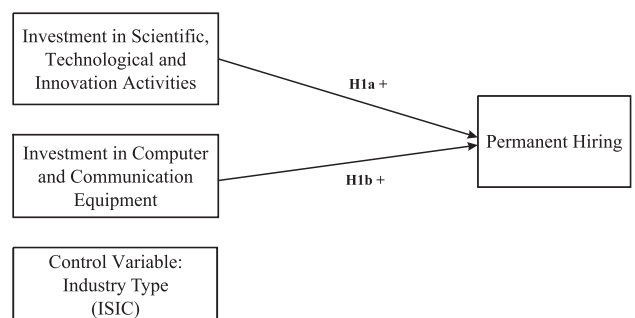 Investment in Scientific,
Technological and
Innovation Activities
H1a +
Permanent Hiring
Investment in Computer
and Communication
Equipment
H1b +
Control Variable:
Industry Type
(ISIC)